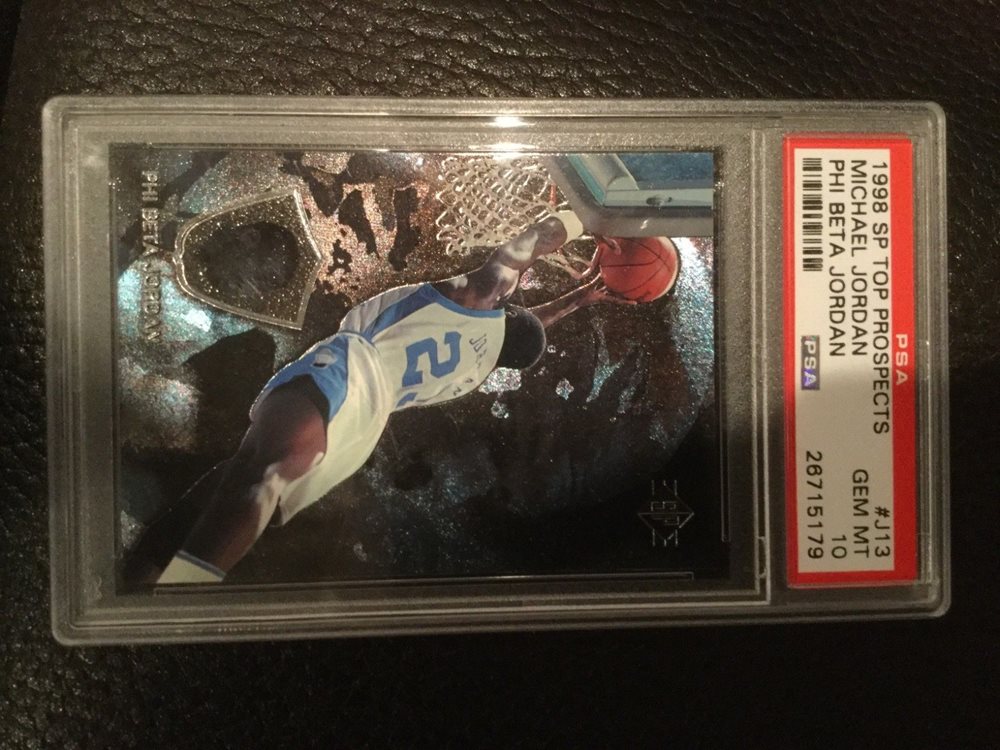 PSA
1998 SP TOP PROSPECTS #J13
MICHAEL JORDAN GEM MT
PHI BETA JORDAN 10
PSA 26715179
PHI BETA JORDAN